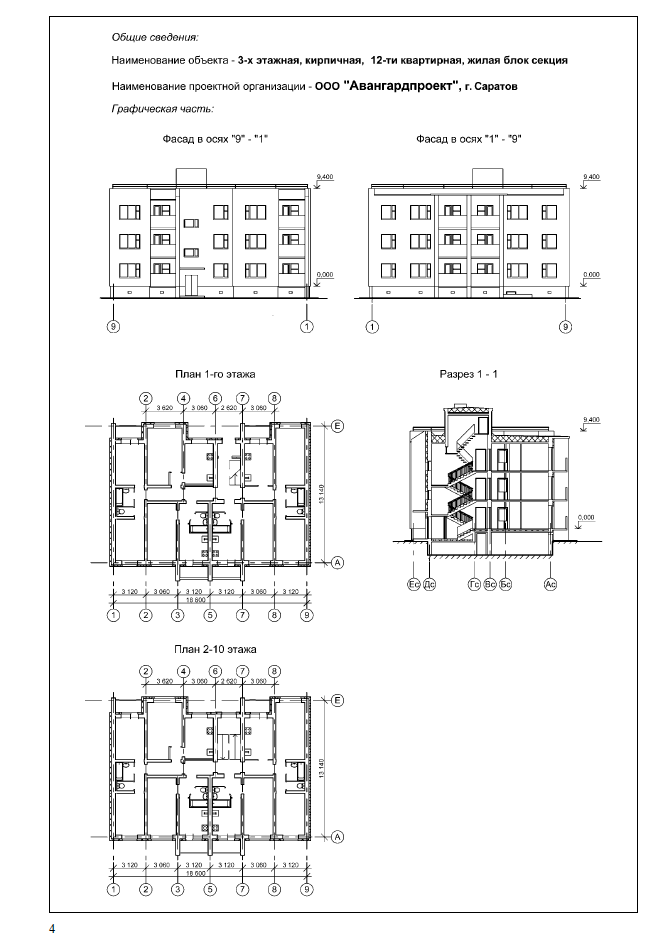 Общие сведения:
Наименование объекта - 3-х этажная, кирпичная, 12-ти квартирная, жилая блок секция
Наименование проектной организации - ООО "Авангардпроект", г. Саратов
Графическая часть:
Фасад в осях "9" - "1" Фасад в осях "1" - "9"
9,400 9,400
0,000 0,000
9 1 1 9
План 1-го этажа Разрез 1 - 1
2 4 6 7 8
3 620 3 060 2 620 3 060
Е
9,400
13 140
0,000
А
Ес Дс Гс Вс Бс Ас
3 120 3 060 3 120 3 120 3 060 3 120
18 600
1 2 3 5 7 8 9
План 2-10 этажа
2 4 6 7 8
3 620 3 060 2 620 3 060
Е
13 140
А
3 120 3 060 3 120 3 120 3 060 3 120
18 600
1 2 3 5 7 8 9
4